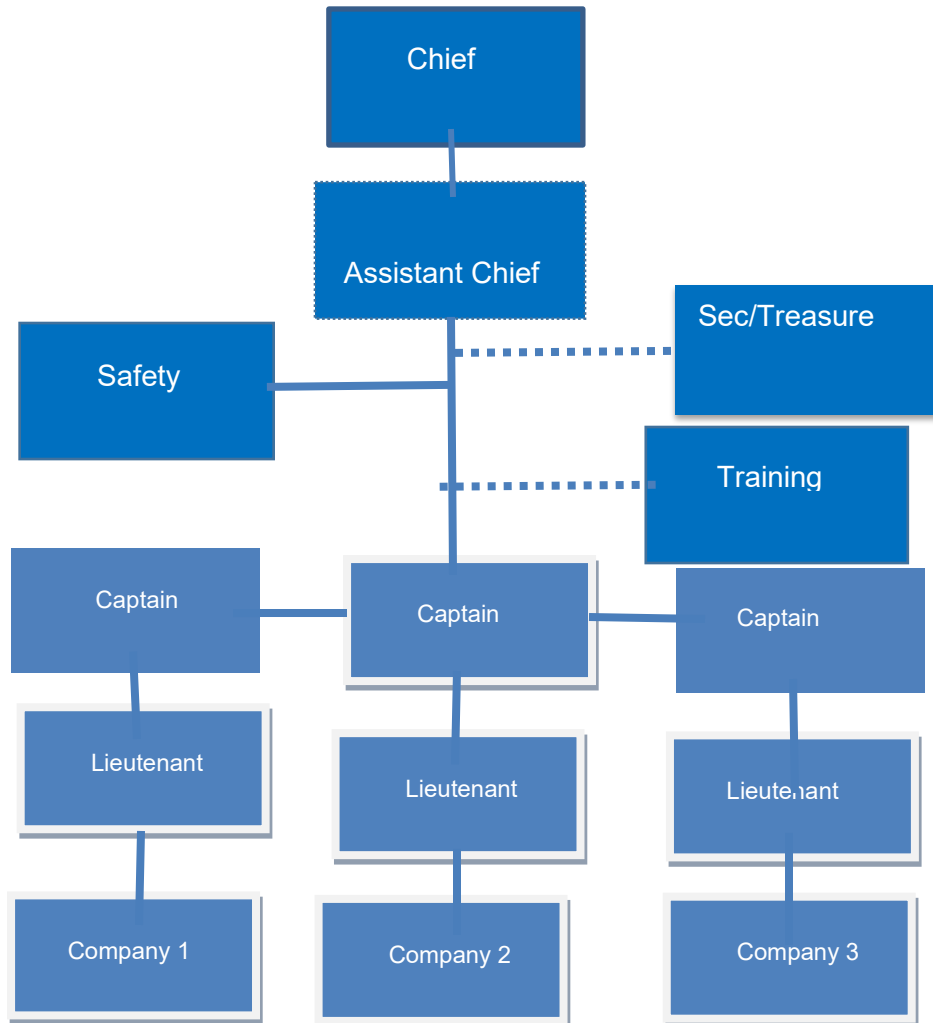 Chief
Assistant Chief
Sec/Treasure
Safety
Training
Captain
Captain
Captain
Lieutenant
Lieutenant
Lieutenant
Company 1
Company 2
Company 3